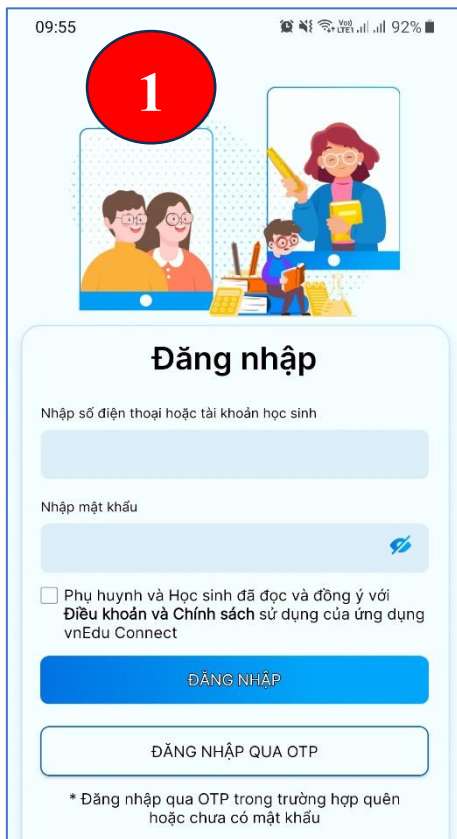 09:55
Vo)) LTE1 92%
1
Đăng nhập
Nhập số điện thoại hoặc tài khoản học sinh
Nhập mật khẩu
Phụ huynh và Học sinh đã đọc và đồng ý với
Điều khoản và Chính sách sử dụng của ứng dụng
vnEdu Connect
ĐĂNG NHẬP
ĐĂNG NHẬP QUA OTP
* Đăng nhập qua OTP trong trường hợp quên
hoặc chưa có mật khẩu